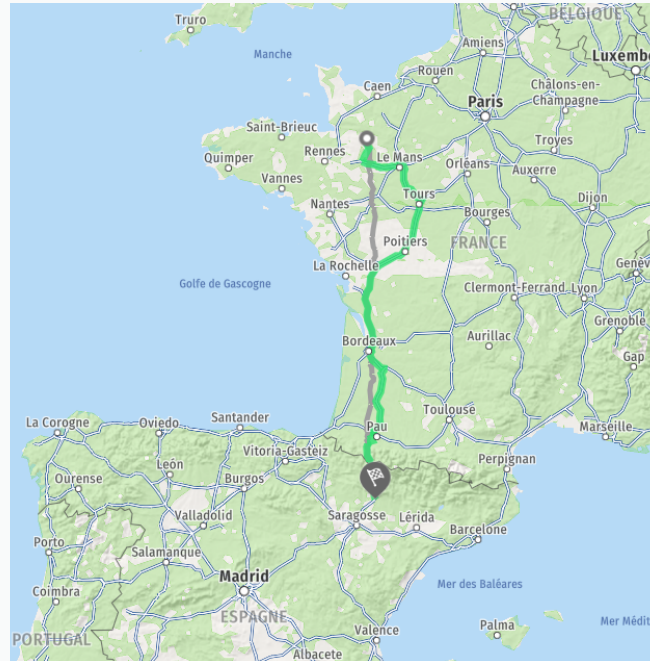 BELGIQUE
Truro
Amiens
Manche
Luxemb
Rouen
Caen
Châlons-en-
Champagne
Paris
Saint-Brieuc
Troyes
Rennes
Le Mans
Quimper
Orléans
Auxerre
Vannes
Tours
Dijon
Nantes
Bourges
Poitiers
FRANCE
La Rochelle
Genèv
Golfe de Gascogne
Clermont-Ferrand
Lyon
Grenoble
Bordeaux
Aurillac
Gap
La Corogne
Oviedo
Santander
Toulouse
Pau
Marseille
Vitoria-Gasteiz
Perpignan
León
Ourense
Burgos
Saragosse
Lérida
Valladolid
Barcelone
Porto
Salamanque
Madrid
Mer des Baléares
Coimbra
ESPAGNE
Palma
Mer Médit
PORTUGAL
Valence
Albacete